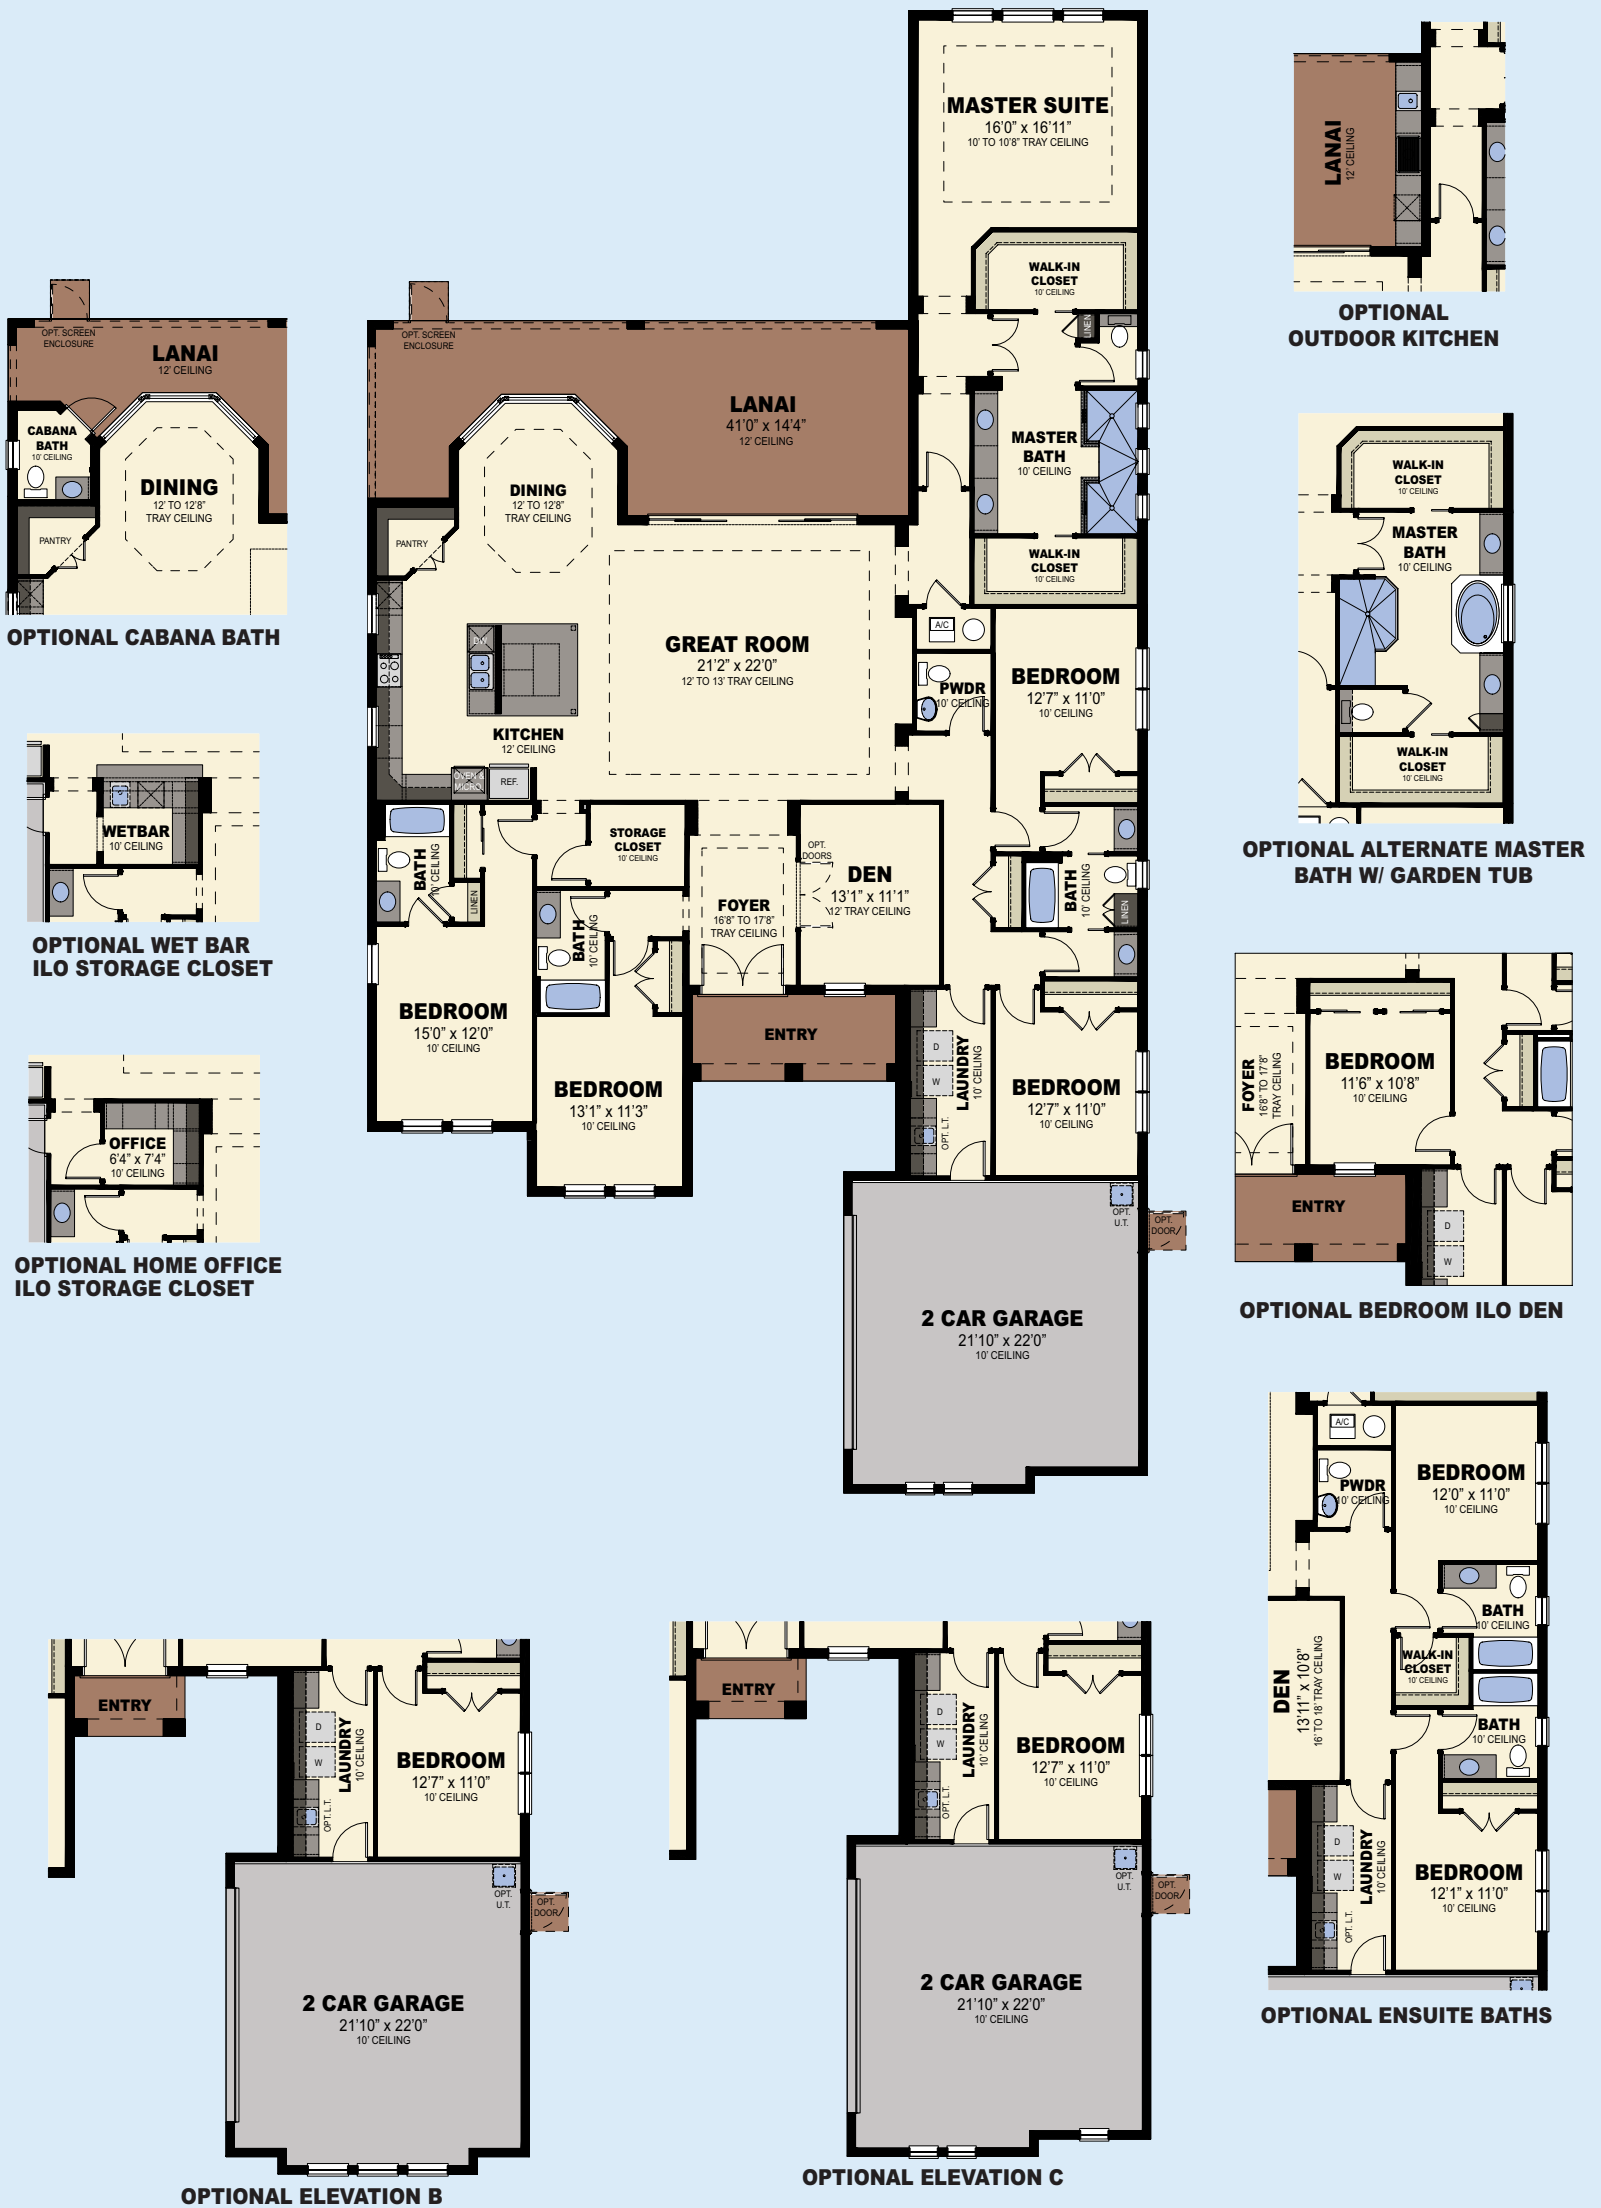 MASTER SUITE
16'0" x 16'11"
10' TO 10'8" TRAY CEILING
WALK-IN
CLOSET
10' CEILING
LINEN
OPT. SCREEN
ENCLOSURE
LANAI
41'0" x 14'4"
12' CEILING
MASTER
BATH
10' CEILING
DINING
12' TO 12'8"
TRAY CEILING
PANTRY
WALK-IN
CLOSET
10' CEILING
A/C
GREAT ROOM
21'2" x 22'0"
12' TO 13' TRAY CEILING
DW
KITCHEN
12' CEILING
OVEN &
MICRO.
REF.
PWDR
10' CEILING
BEDROOM
12'7" x 11'0"
10' CEILING
BATH
10' CEILING
LINEN
STORAGE
CLOSET
10' CEILING
BATH
10' CEILING
FOYER
16'8" TO 17'8"
TRAY CEILING
OPT.
DOORS
DEN
13'1" x 11'1"
12' TRAY CEILING
BATH
10' CEILING
LINEN
BEDROOM
15'0" x 12'0"
10' CEILING
BEDROOM
13'1" x 11'3"
10' CEILING
ENTRY
D
W
OPT. L.T.
LAUNDRY
10' CEILING
BEDROOM
12'7" x 11'0"
10' CEILING
OPT.
U.T.
OPT.
DOOR
2 CAR GARAGE
21'10" x 22'0"
10' CEILING
OPT. SCREEN
ENCLOSURE
LANAI
12' CEILING
CABANA
BATH
10' CEILING
DINING
12' TO 12'8"
TRAY CEILING
PANTRY
OPTIONAL CABANA BATH
WETBAR
10' CEILING
OPTIONAL WET BAR
ILO STORAGE CLOSET
OFFICE
6'4" x 7'4"
10' CEILING
OPTIONAL HOME OFFICE
ILO STORAGE CLOSET
LANAI
12' CEILING
OPTIONAL
OUTDOOR KITCHEN
WALK-IN
CLOSET
10' CEILING
MASTER
BATH
10' CEILING
WALK-IN
CLOSET
10' CEILING
OPTIONAL ALTERNATE MASTER
BATH W/ GARDEN TUB
FOYER
16'8" TO 17'8"
TRAY CEILING
BEDROOM
11'6" x 10'8"
10' CEILING
ENTRY
D
W
OPTIONAL BEDROOM ILO DEN
A/C
PWDR
10' CEILING
BEDROOM
12'0" x 11'0"
10' CEILING
BATH
10' CEILING
WALK-IN
CLOSET
10' CEILING
DEN
13'11" x 10'8"
16' TO 18' TRAY CEILING
BATH
10' CEILING
D
W
OPT. L.T.
LAUNDRY
10' CEILING
BEDROOM
12'1" x 11'0"
10' CEILING
OPTIONAL ENSUITE BATHS
ENTRY
D
W
OPT. L.T.
LAUNDRY
10' CEILING
BEDROOM
12'7" x 11'0"
10' CEILING
OPT.
U.T.
OPT.
DOOR
2 CAR GARAGE
21'10" x 22'0"
10' CEILING
OPTIONAL ELEVATION B
ENTRY
D
W
OPT. L.T.
LAUNDRY
10' CEILING
BEDROOM
12'7" x 11'0"
10' CEILING
OPT.
U.T.
OPT.
DOOR
2 CAR GARAGE
21'10" x 22'0"
10' CEILING
OPTIONAL ELEVATION C